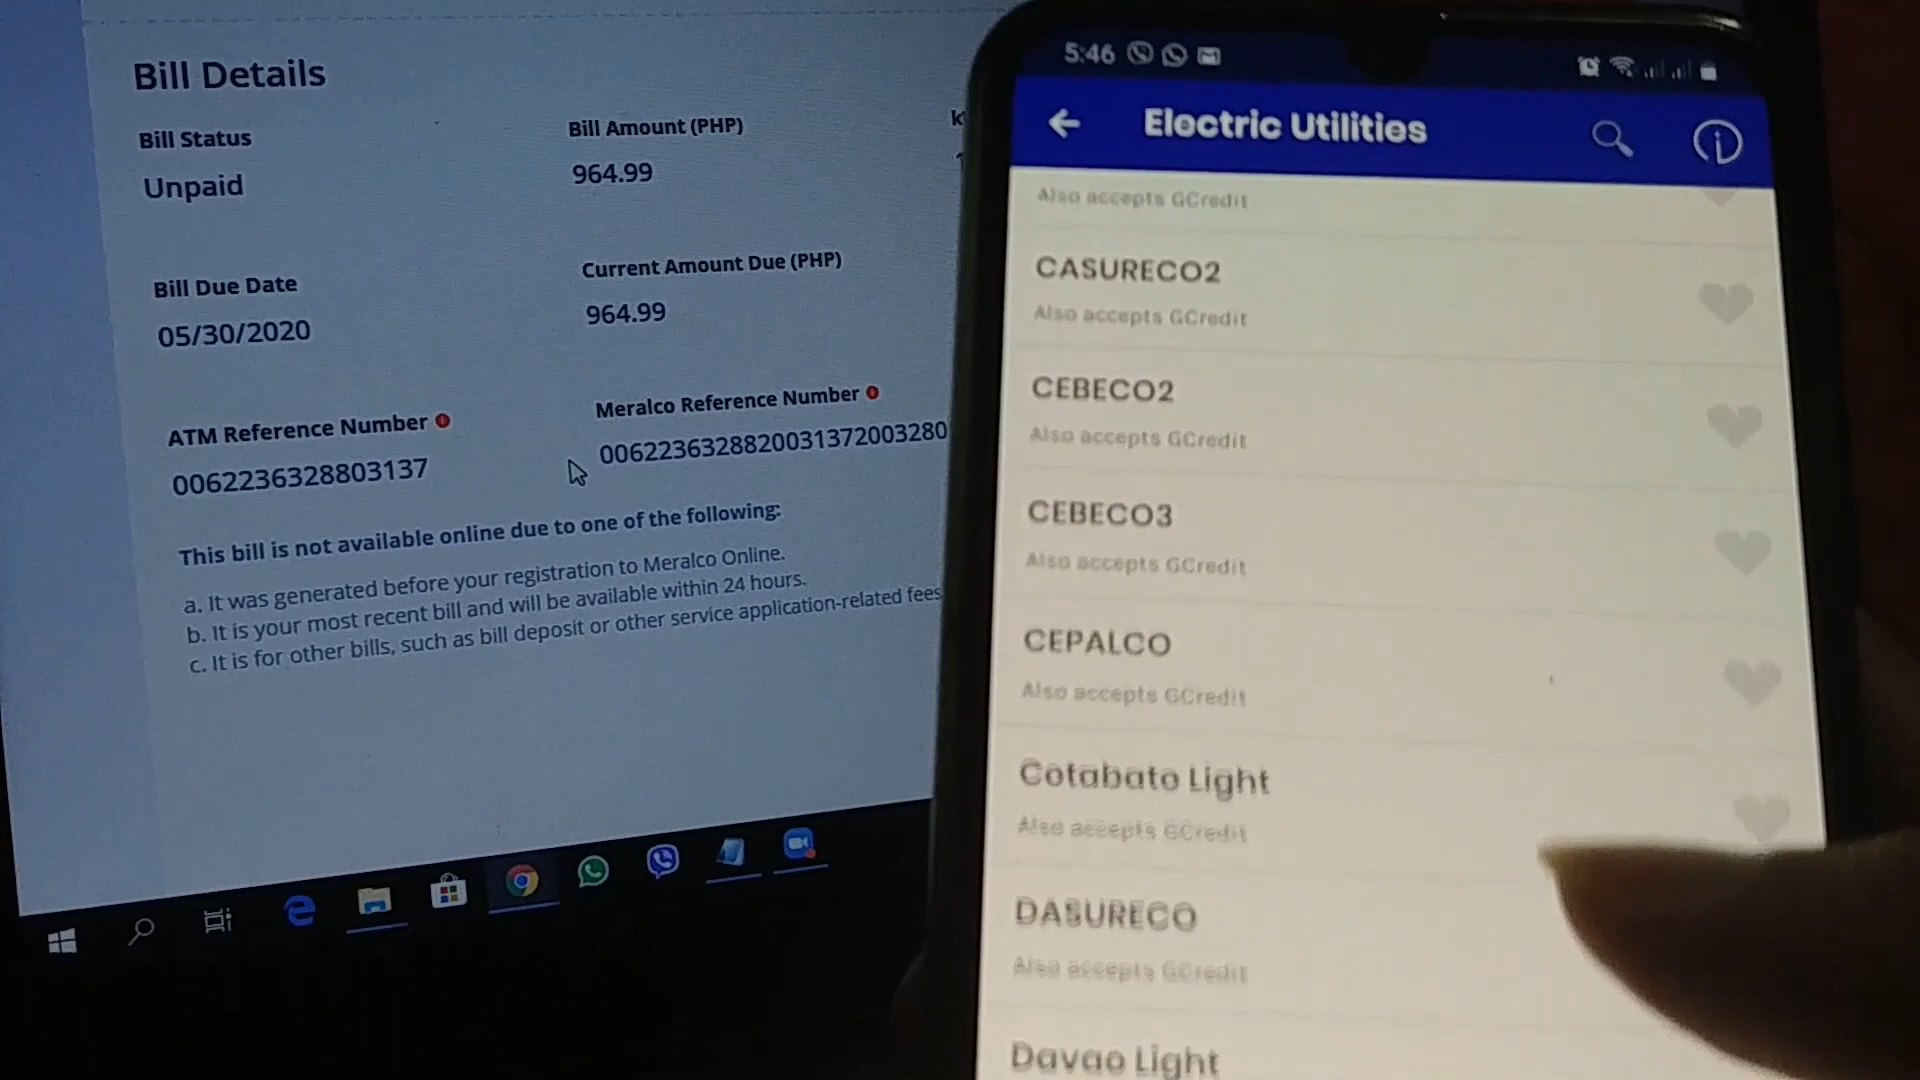 Bill Details
Bill Status
Unpaid
Bill Amount (PHP)
964.99
Bill Due Date
05/30/2020
Current Amount Due (PHP)
964.99
ATM Reference Number
0062236328803137
Meralco Reference Number
0062236328820031372003280
This bill is not available online due to one of the following:
a. It was generated before your registration to Meralco Online.
b. It is your most recent bill and will be available within 24 hours.
c. It is for other bills, such as bill deposit or other service application-related fees
5:46
Electric Utilities
Also accepts GCredit
CASURECO2
Also accepts GCredit
CEBECO2
Also accepts GCredit
CEBECO3
Also accepts GCredit
CEPALCO
Also accepts GCredit
Cotabato Light
Also accepts GCredit
DASURECO
Also accepts GCredit
Davao Light